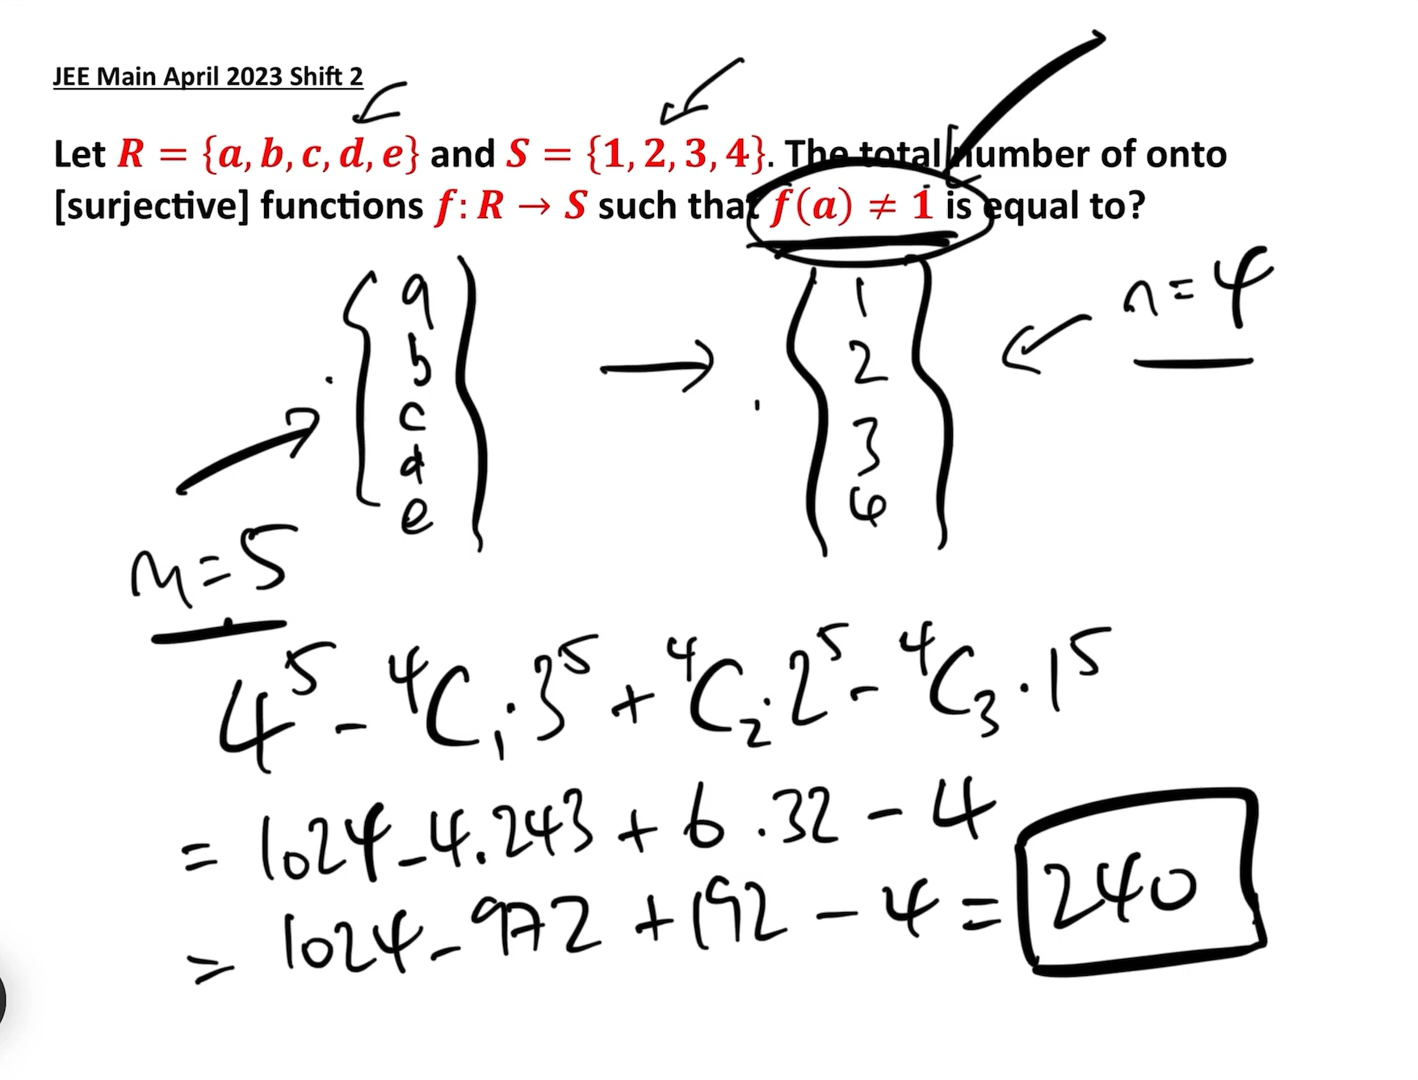 JEE Main April 2023 Shift 2
Let R = {a, b, c, d, e} and S = {1, 2, 3, 4}. The total number of onto
[surjective] functions f: R → S such that f(a) ≠ 1 is equal to?
a
b
c
d
e
→
1
2
3
4
n = 4
m = 5
4⁵ - ⁴C₁·3⁵ + ⁴C₂·2⁵ - ⁴C₃·1⁵
= 1024 - 4.243 + 6.32 - 4
= 1024 - 972 + 192 - 4 = 240